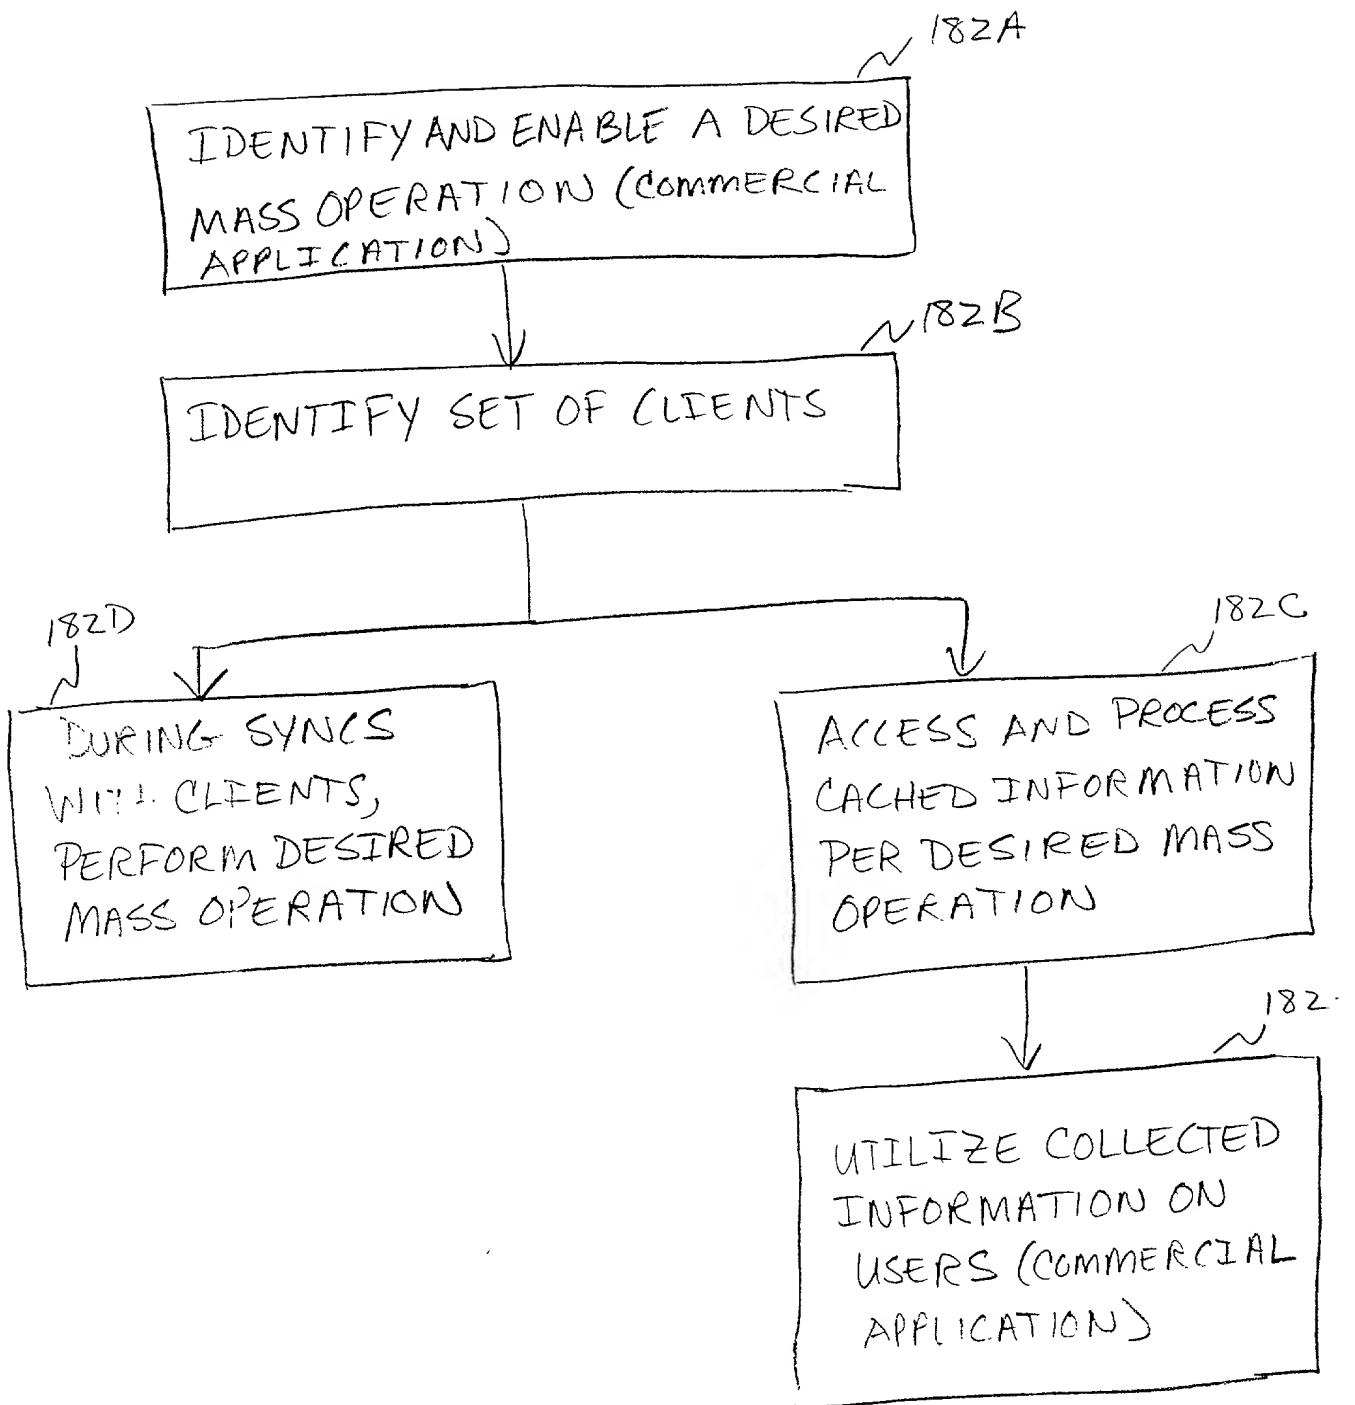 182A
IDENTIFY AND ENABLE A DESIRED
MASS OPERATION (COMMERCIAL
APPLICATION)
182B
IDENTIFY SET OF CLIENTS
182D
DURING SYNCS
CLIENTS,
PERFORM DESIRED
MASS OPERATION
182C
ACCESS AND PROCESS
CACHED INFORMATION
PER DESIRED MASS
OPERATION
182
UTILIZE COLLECTED
INFORMATION ON
USERS (COMMERCIAL
APPLICATION)